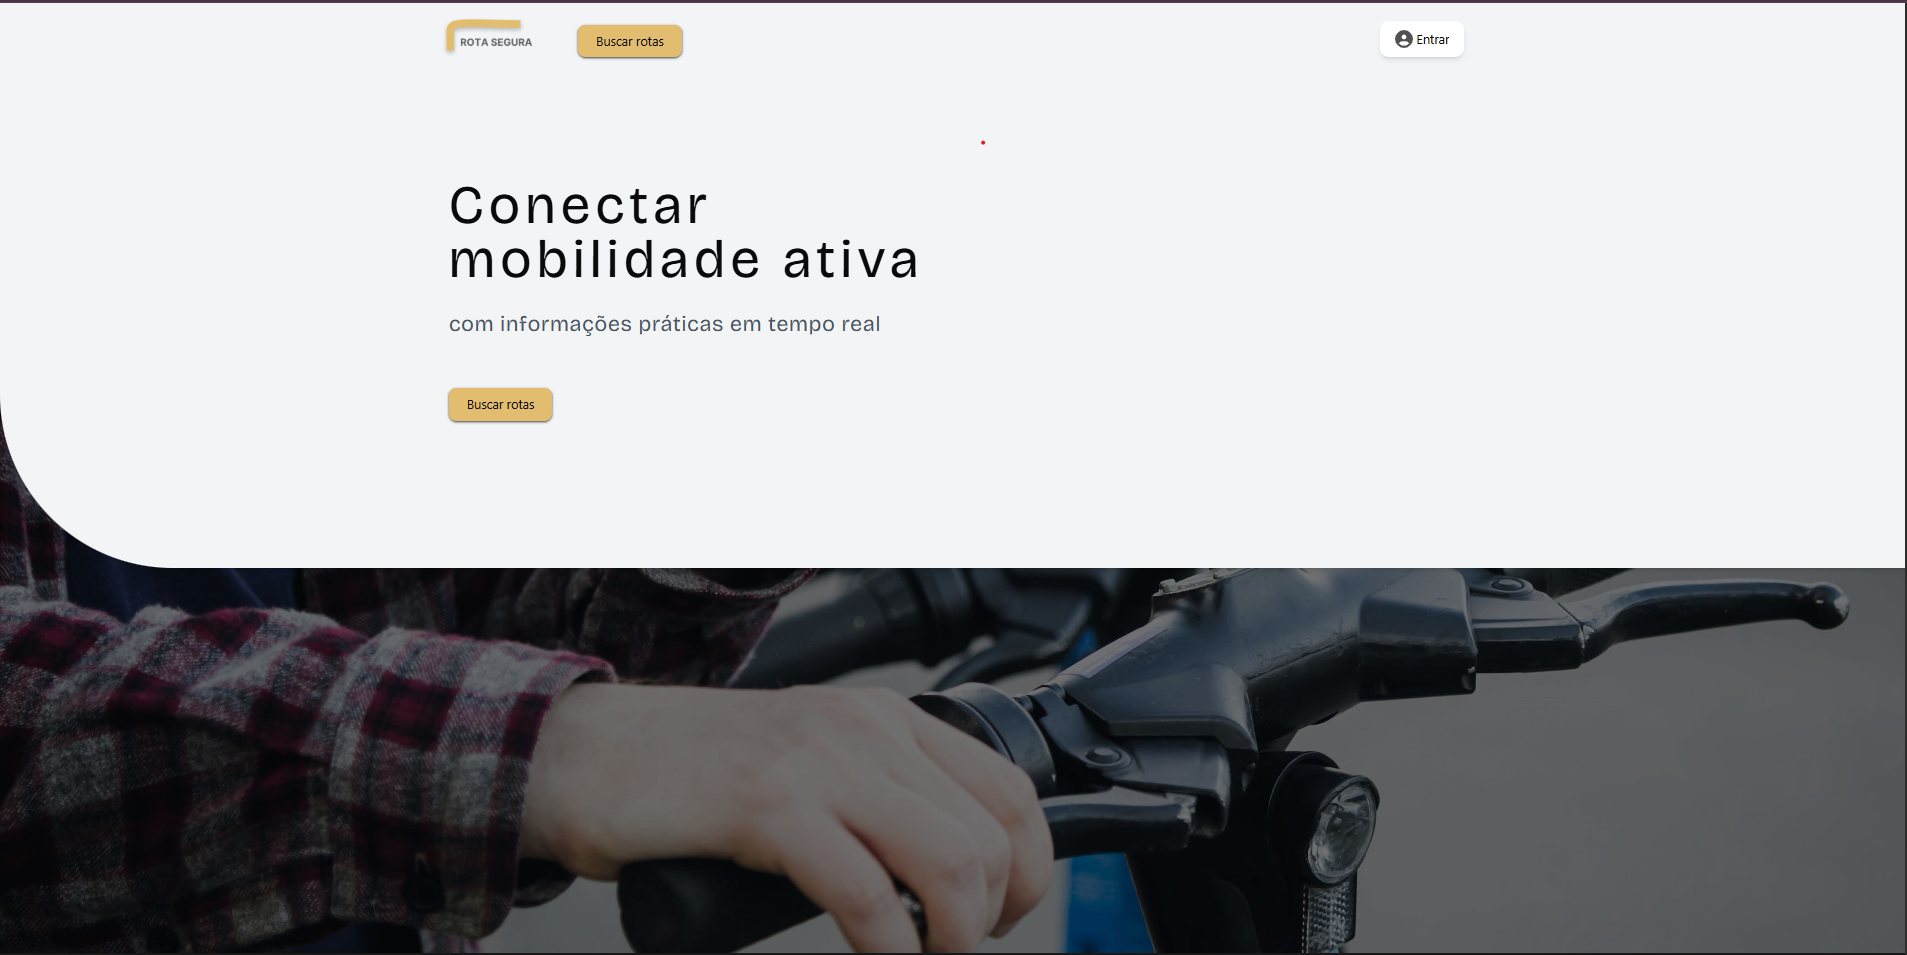 ROTA SEGURA
Buscar rotas
Entrar
Conectar
mobilidade ativa
com informações práticas em tempo real
Buscar rotas